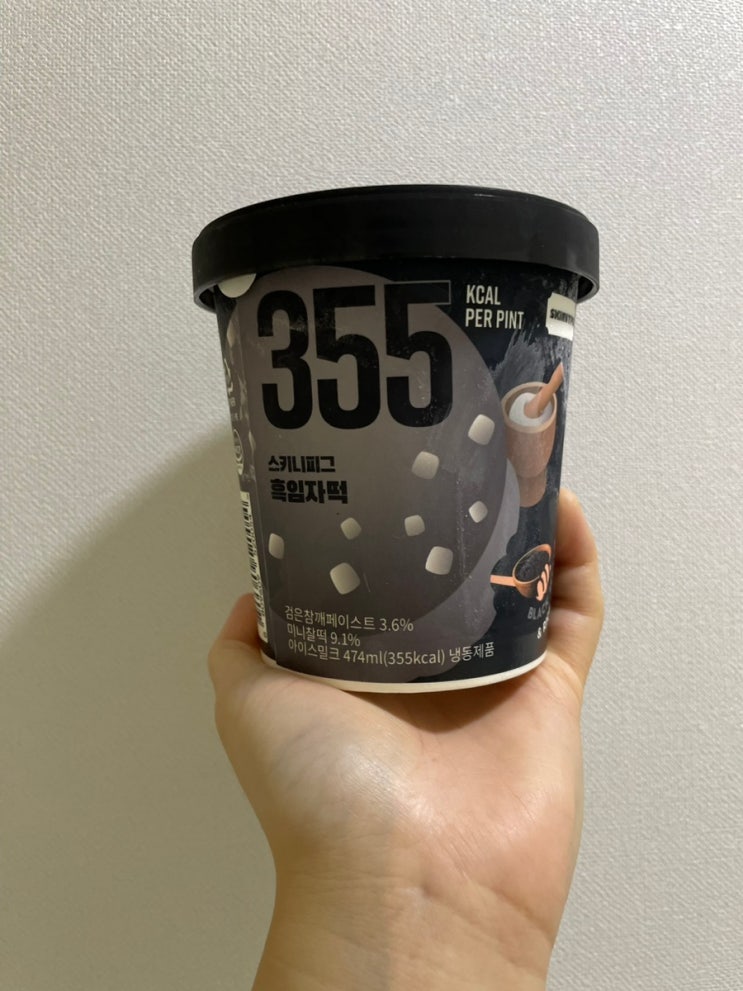 355
KCAL
PER PINT
스키니피그
흑임자떡
검은참깨페이스트 3.6%
미니찰떡 9.1%
아이스밀크 474ml(355kcal) 냉동제품
&